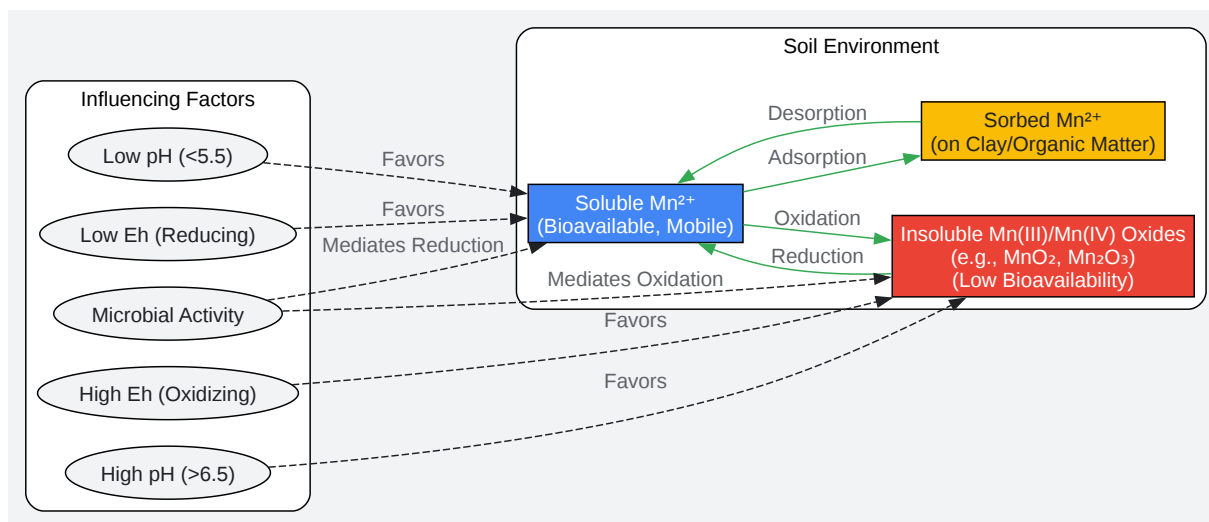 Influencing Factors
Low pH (<5.5)
Low Eh (Reducing)
Microbial Activity
High Eh (Oxidizing)
High pH (>6.5)
Favors
Favors
Mediates Reduction
Mediates Oxidation
Favors
Favors
Soil Environment
Soluble Mn²⁺
(Bioavailable, Mobile)
Desorption
Adsorption
Oxidation
Reduction
Sorbed Mn²⁺
(on Clay/Organic Matter)
Insoluble Mn(III)/Mn(IV) Oxides
(e.g., MnO₂, Mn₂O₃)
(Low Bioavailability)